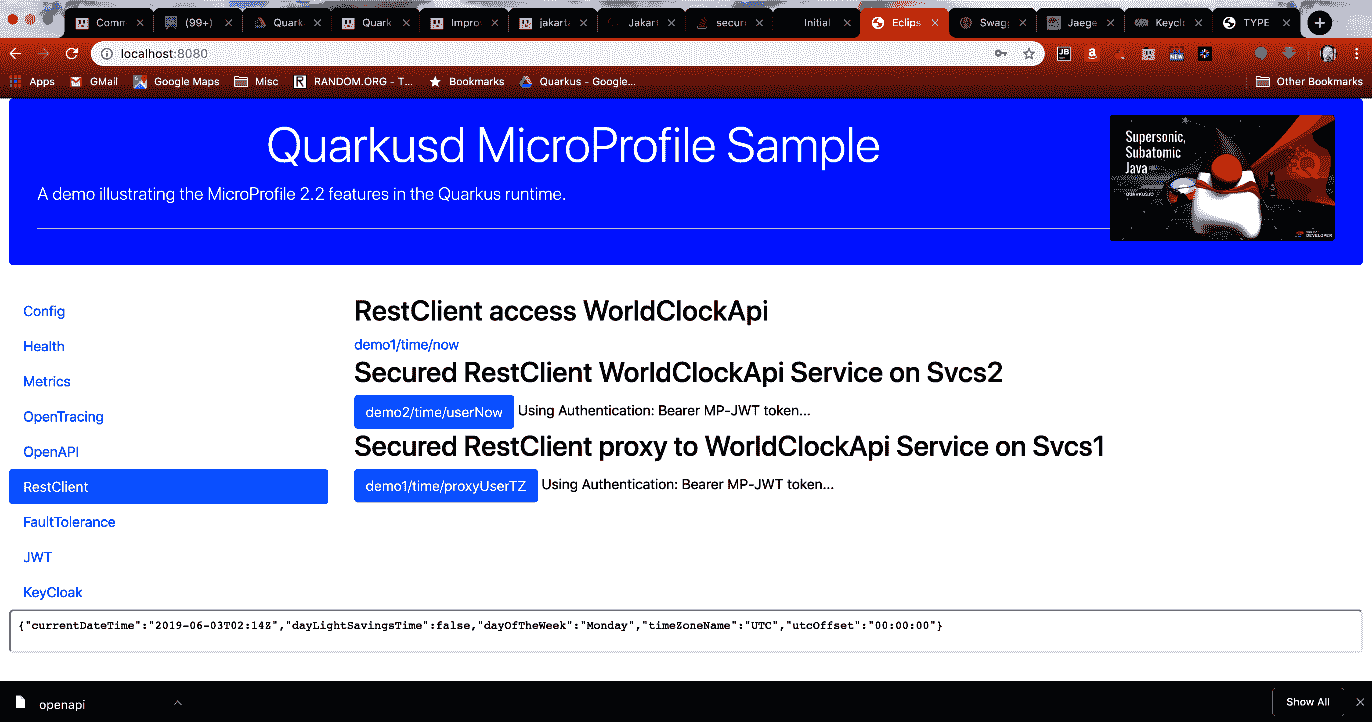 Comm
(99+)
Quark
Quark
Impro
jakart
Jakart
secur
Initial
Eclips
Swag
Jaege
Keycl
TYPE
localhost:8080
Apps GMail Google Maps Misc RANDOM.ORG - T... Bookmarks Quarkus - Google... Other Bookmarks
Quarkusd MicroProfile Sample
A demo illustrating the MicroProfile 2.2 features in the Quarkus runtime.
Supersonic,
Subatomic
Java
Config
Health
Metrics
OpenTracing
OpenAPI
RestClient
FaultTolerance
JWT
KeyCloak
RestClient access WorldClockApi
demo1/time/now
Secured RestClient WorldClockApi Service on Svcs2
demo2/time/userNow Using Authentication: Bearer MP-JWT token...
Secured RestClient proxy to WorldClockApi Service on Svcs1
demo1/time/proxyUserTZ Using Authentication: Bearer MP-JWT token...
{"currentDateTime":"2019-06-03T02:14Z","dayLightSavingsTime":false,"dayOfTheWeek":"Monday","timeZoneName":"UTC","utcOffset":"00:00:00"}
openapi
Show All